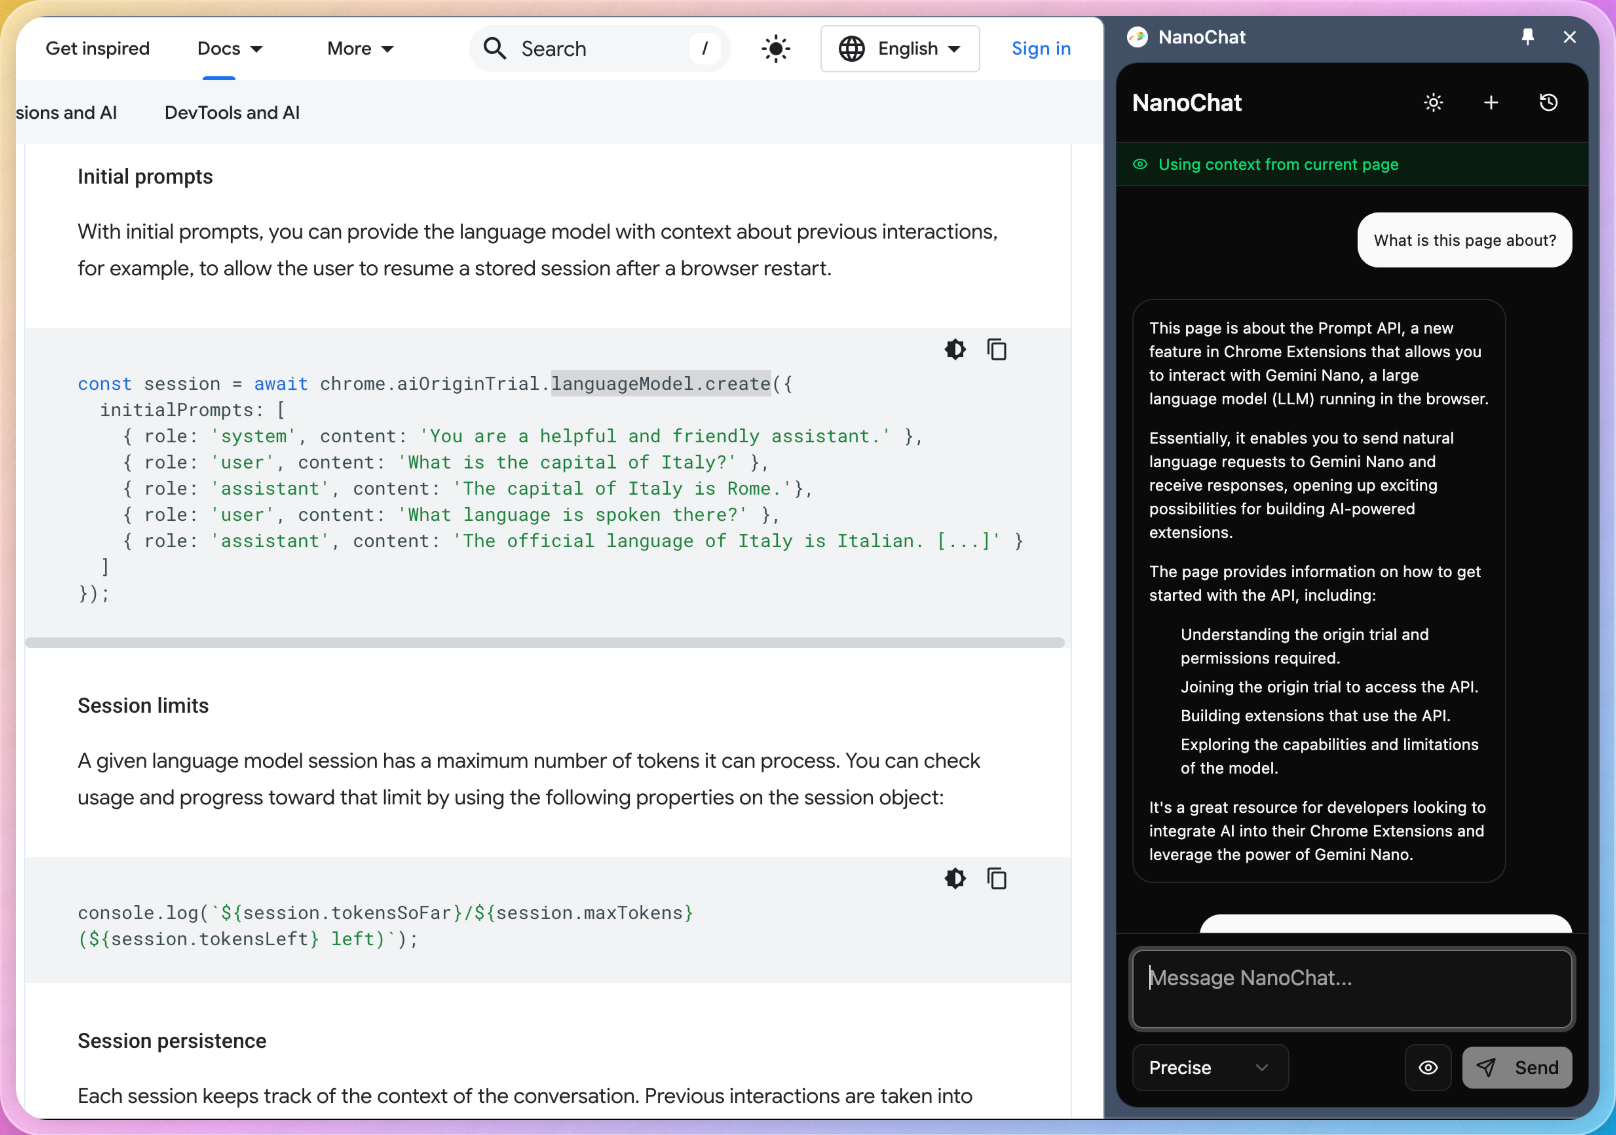 Get inspired
Docs
More
Search
/
English
Sign in
sions and AI
DevTools and AI
Initial prompts
With initial prompts, you can provide the language model with context about previous interactions,
for example, to allow the user to resume a stored session after a browser restart.
const session = await chrome.aiOriginTrial.languageModel.create({
  initialPrompts: [
    { role: 'system', content: 'You are a helpful and friendly assistant.' },
    { role: 'user', content: 'What is the capital of Italy?' },
    { role: 'assistant', content: 'The capital of Italy is Rome.'},
    { role: 'user', content: 'What language is spoken there?' },
    { role: 'assistant', content: 'The official language of Italy is Italian. [...]' }
  ]
});
Session limits
A given language model session has a maximum number of tokens it can process. You can check
usage and progress toward that limit by using the following properties on the session object:
console.log(`${session.tokensSoFar}/${session.maxTokens}
(${session.tokensLeft} left)`);
Session persistence
Each session keeps track of the context of the conversation. Previous interactions are taken into
NanoChat
NanoChat
Using context from current page
What is this page about?
This page is about the Prompt API, a new
feature in Chrome Extensions that allows you
to interact with Gemini Nano, a large
language model (LLM) running in the browser.
Essentially, it enables you to send natural
language requests to Gemini Nano and
receive responses, opening up exciting
possibilities for building AI-powered
extensions.
The page provides information on how to get
started with the API, including:
Understanding the origin trial and
permissions required.
Joining the origin trial to access the API.
Building extensions that use the API.
Exploring the capabilities and limitations
of the model.
It's a great resource for developers looking to
integrate AI into their Chrome Extensions and
leverage the power of Gemini Nano.
Message NanoChat...
Precise
Send